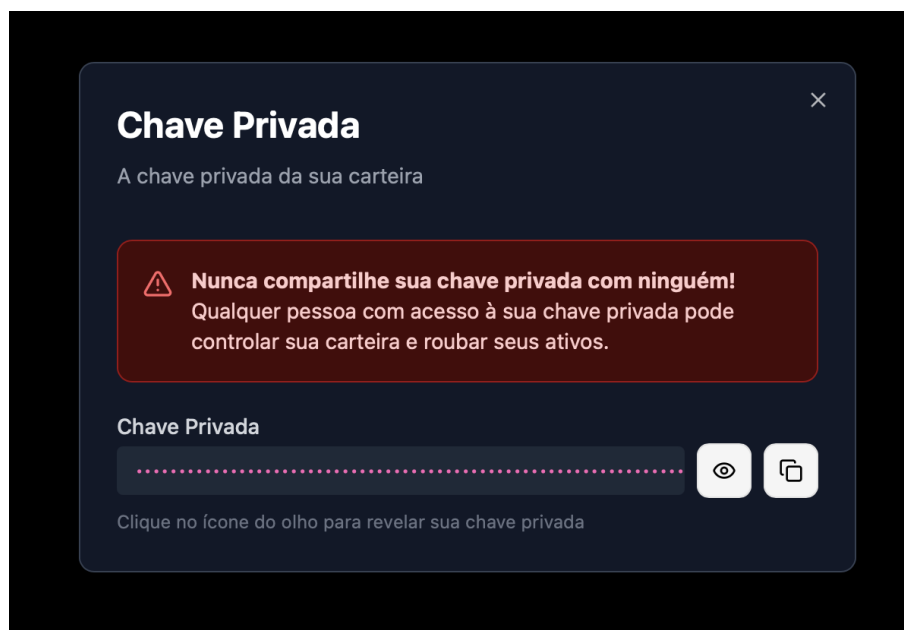 Chave Privada
A chave privada da sua carteira
Nunca compartilhe sua chave privada com ninguém!
Qualquer pessoa com acesso à sua chave privada pode
controlar sua carteira e roubar seus ativos.
Chave Privada
Clique no ícone do olho para revelar sua chave privada